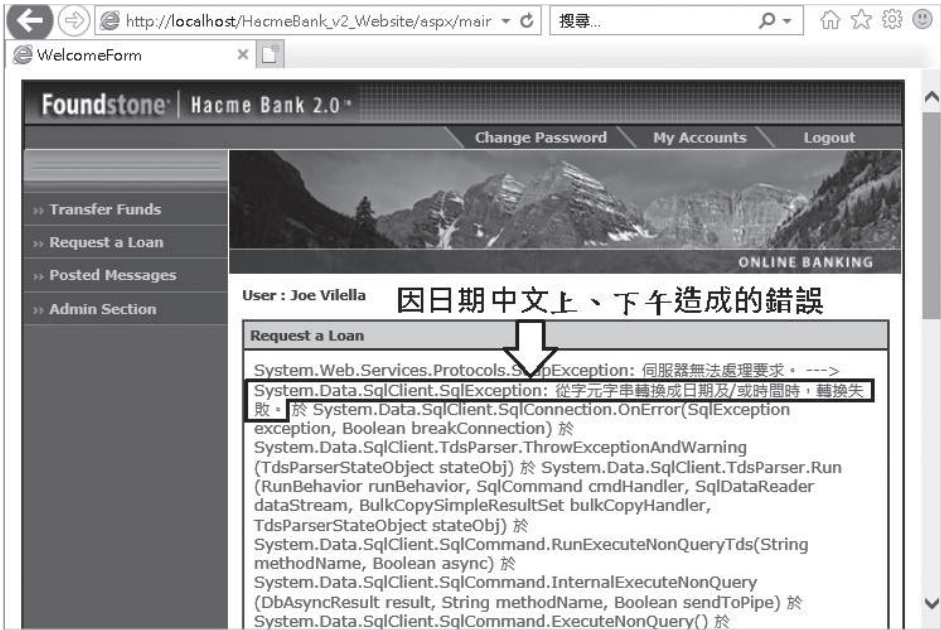 http://localhost/HacmeBank_v2_Website/aspx/mair
搜尋...
WelcomeForm
Foundstone | Hacme Bank 2.0
Change Password My Accounts Logout
›› Transfer Funds
›› Request a Loan
›› Posted Messages
›› Admin Section
ONLINE BANKING
User : Joe Vilella
因日期中文上、下午造成的錯誤
Request a Loan
System.Web.Services.Protocols.SoapException: 伺服器無法處理要求。 --->
System.Data.SqlClient.SqlException: 從字元字串轉換成日期及/或時間時，轉換失
敗。 於 System.Data.SqlClient.SqlConnection.OnError(SqlException
exception, Boolean breakConnection) 於
System.Data.SqlClient.TdsParser.ThrowExceptionAndWarning
(TdsParserStateObject stateObj) 於 System.Data.SqlClient.TdsParser.Run
(RunBehavior runBehavior, SqlCommand cmdHandler, SqlDataReader
dataStream, BulkCopySimpleResultSet bulkCopyHandler,
TdsParserStateObject stateObj) 於
System.Data.SqlClient.SqlCommand.RunExecuteNonQueryTds(String
methodName, Boolean async) 於
System.Data.SqlClient.SqlCommand.InternalExecuteNonQuery
(DbAsyncResult result, String methodName, Boolean sendToPipe) 於
System.Data.SqlClient.SqlCommand.ExecuteNonQuery() 於